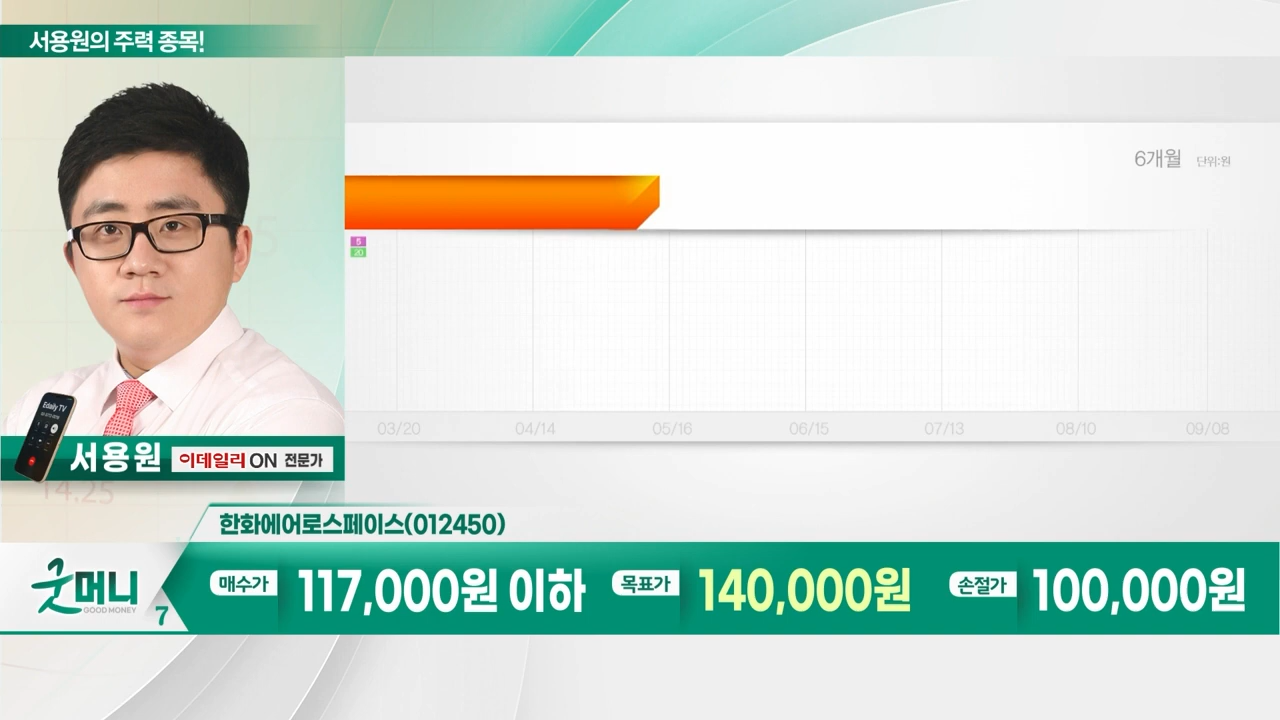 서용원의 주력 종목!
6개월 단위:원
5
20
03/20 04/14 05/16 06/15 07/13 08/10 09/08
Edaily TV
서용원 이데일리 ON 전문가
14.25
한화에어로스페이스(012450)
굿머니 GOOD MONEY 7
매수가 117,000원 이하 목표가 140,000원 손절가 100,000원